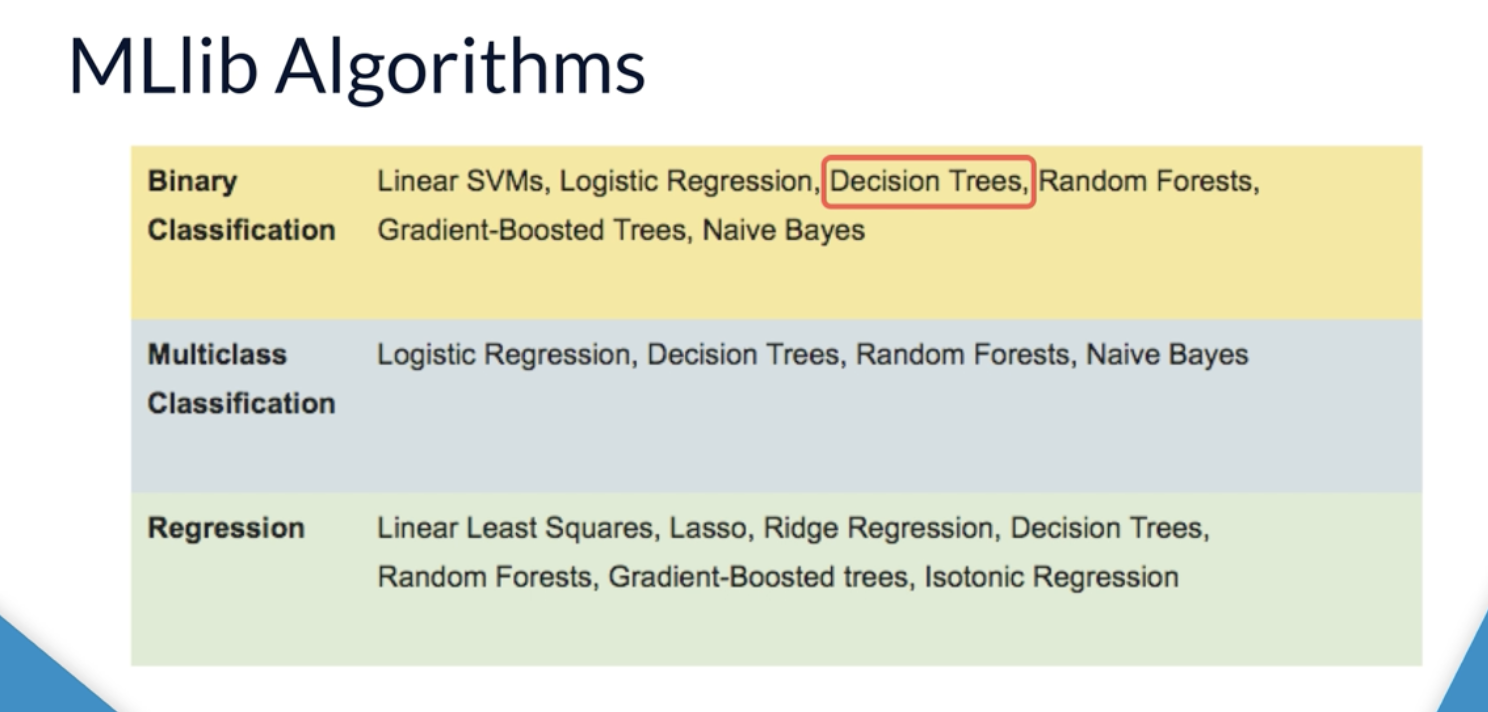 MLlib Algorithms
Binary Linear SVMs, Logistic Regression, Decision Trees, Random Forests,
Classification Gradient-Boosted Trees, Naive Bayes
Multiclass Logistic Regression, Decision Trees, Random Forests, Naive Bayes
Classification
Regression Linear Least Squares, Lasso, Ridge Regression, Decision Trees,
Random Forests, Gradient-Boosted trees, Isotonic Regression